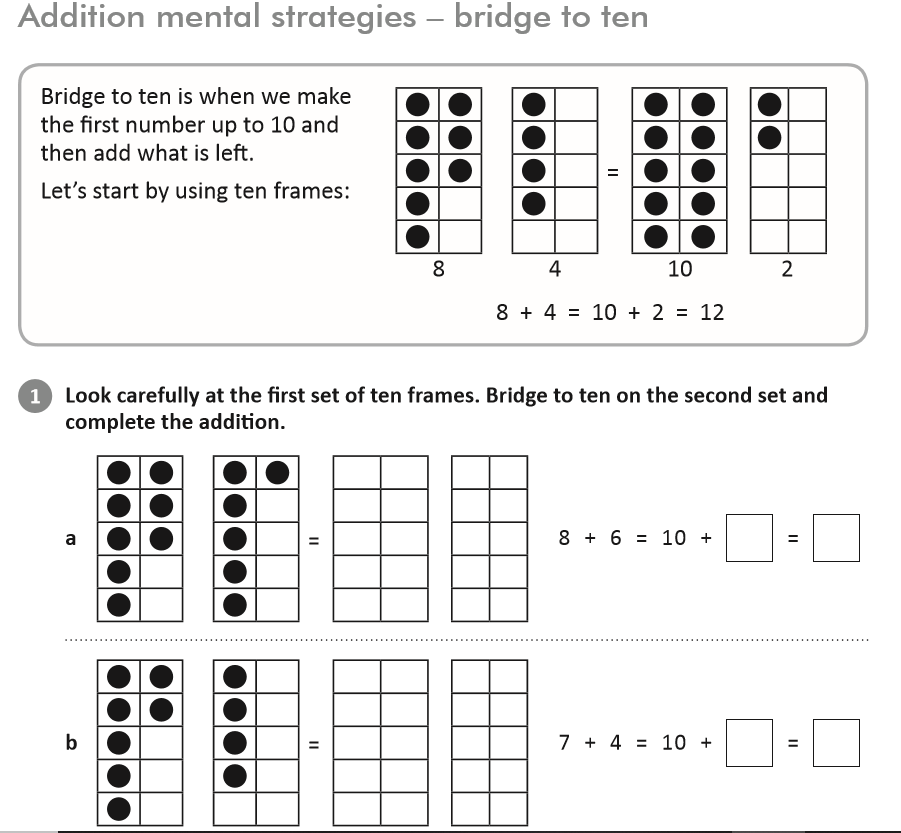 Addition mental strategies – bridge to ten
Bridge to ten is when we make
the first number up to 10 and
then add what is left.
Let's start by using ten frames:
=
8 4 10 2
8 + 4 = 10 + 2 = 12
1 Look carefully at the first set of ten frames. Bridge to ten on the second set and
complete the addition.
a = 8 + 6 = 10 + =
b = 7 + 4 = 10 + =